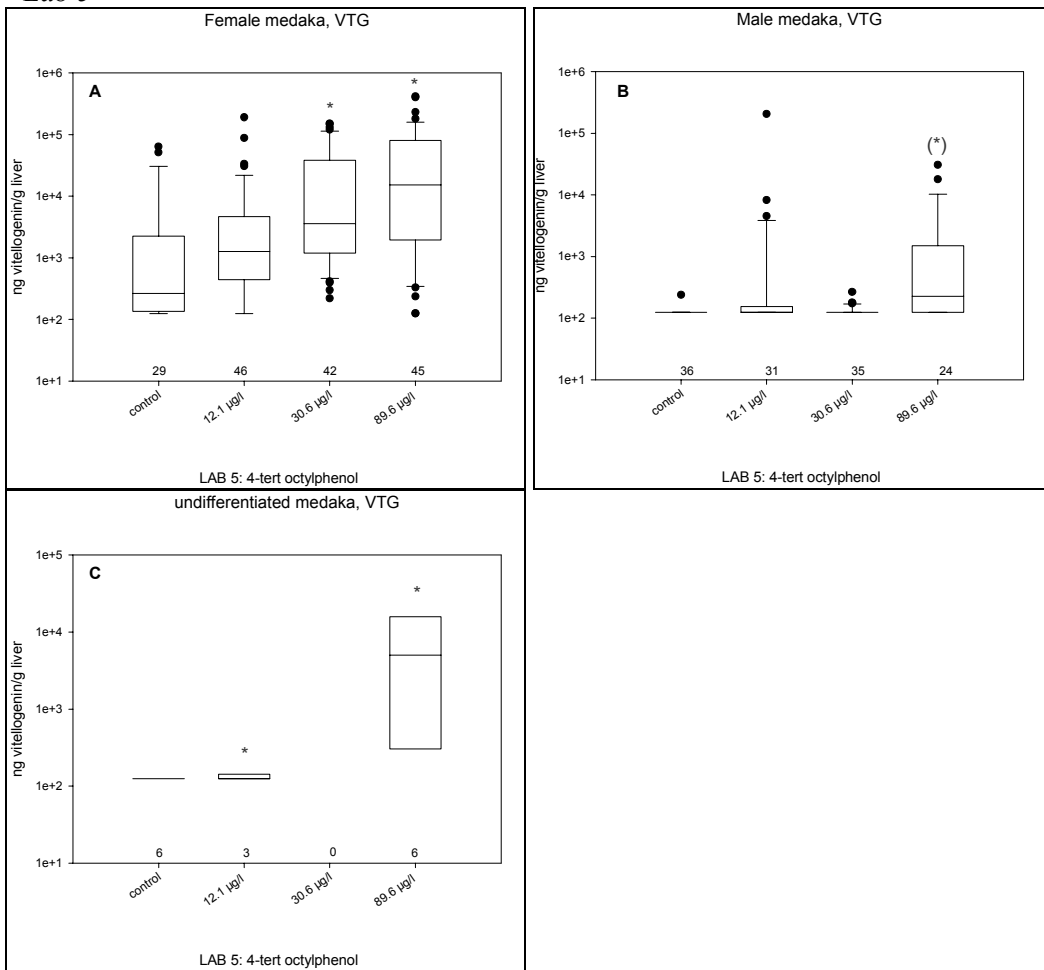 Female medaka, VTG
A
ng vitellogenin/g liver
1e+6
1e+5
1e+4
1e+3
1e+2
1e+1
*
*
29 46 42 45
control 12.1 µg/l 30.6 µg/l 89.6 µg/l
LAB 5: 4-tert octylphenol
Male medaka, VTG
B
ng vitellogenin/g liver
1e+6
1e+5
1e+4
1e+3
1e+2
1e+1
(*)
36 31 35 24
control 12.1 µg/l 30.6 µg/l 89.6 µg/l
LAB 5: 4-tert octylphenol
undifferentiated medaka, VTG
C
ng vitellogenin/g liver
1e+5
1e+4
1e+3
1e+2
1e+1
*
*
6 3 0 6
control 12.1 µg/l 30.6 µg/l 89.6 µg/l
LAB 5: 4-tert octylphenol